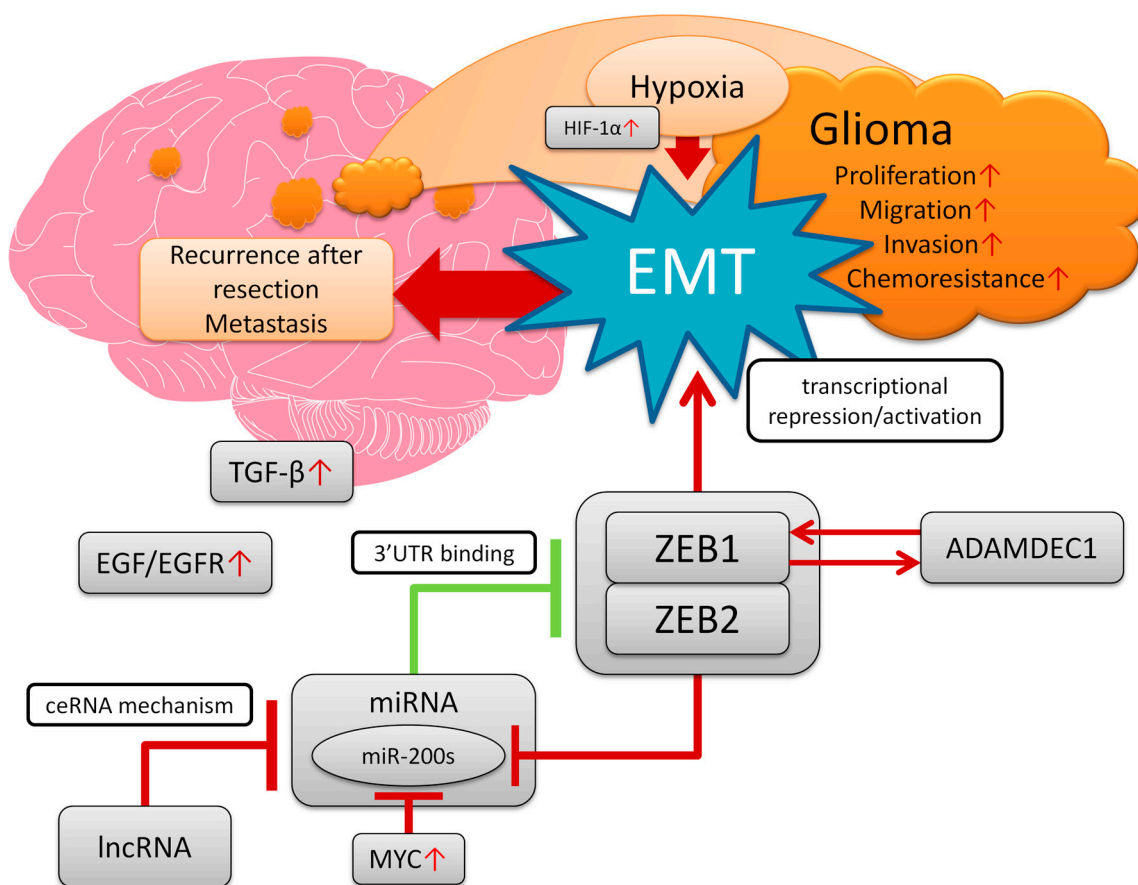 Hypoxia
HIF-1α↑
Glioma
Proliferation↑
Migration↑
Invasion↑
Chemoresistance↑
EMT
Recurrence after
resection
Metastasis
transcriptional
repression/activation
TGF-β↑
EGF/EGFR↑
3’UTR binding
ZEB1
ZEB2
ADAMDEC1
ceRNA mechanism
miRNA
miR-200s
lncRNA
MYC↑